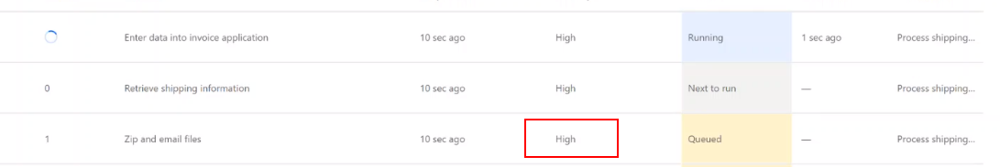 Enter data into invoice application 10 sec ago High Running 1 sec ago Process shipping...
0 Retrieve shipping information 10 sec ago High Next to run — Process shipping...
1 Zip and email files 10 sec ago High Queued — Process shipping...